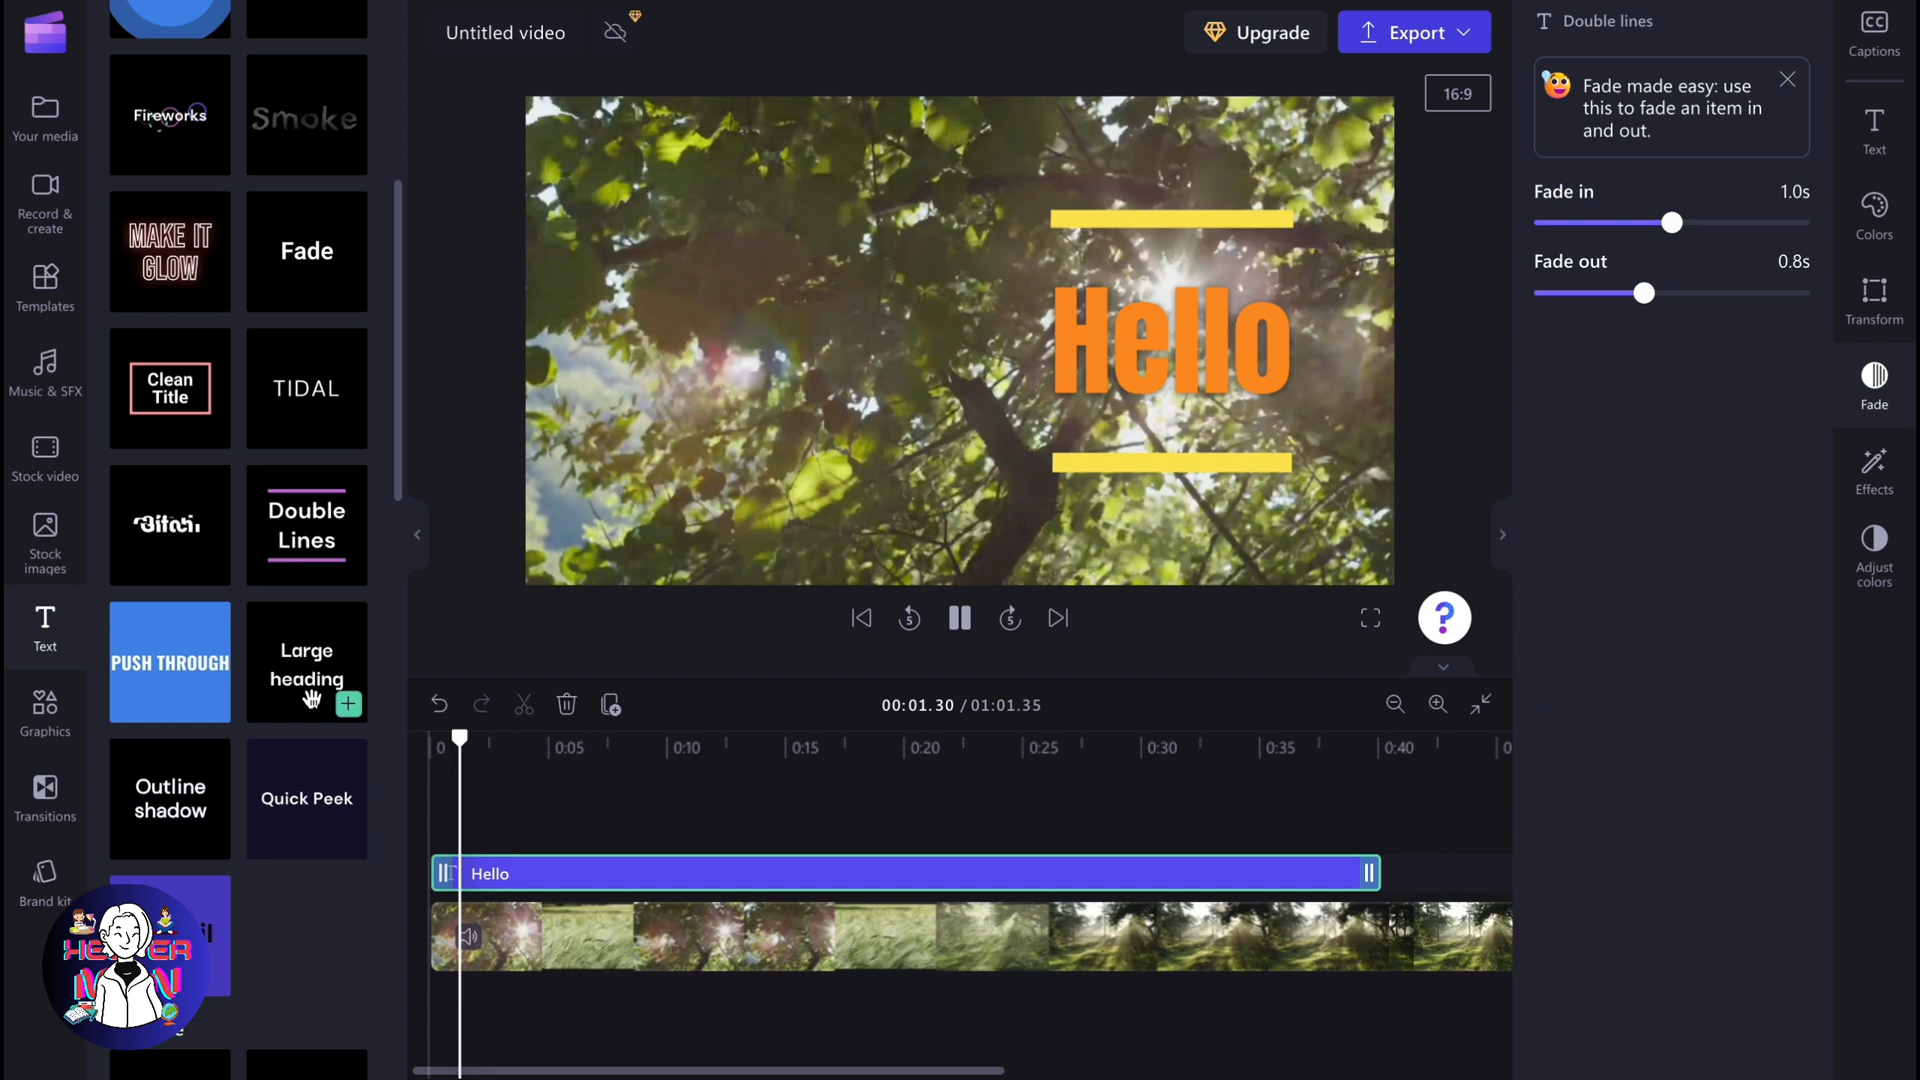 Untitled video
Upgrade
Export
16:9
Your media
Record &
create
Templates
Music & SFX
Stock video
Stock
images
Text
Graphics
Transitions
Brand kit
Fireworks
Smoke
MAKE IT
GLOW
Fade
Clean
Title
TIDAL
Glitch
Double
Lines
PUSH THROUGH
Large
heading
Outline
shadow
Quick Peek
Hello
5
5
?
00:01.30 / 01:01.35
0
0:05
0:10
0:15
0:20
0:25
0:30
0:35
0:40
0
T Hello
T Double lines
Fade made easy: use
this to fade an item in
and out.
Fade in 1.0s
Fade out 0.8s
CC
Captions
Text
Colors
Transform
Fade
Effects
Adjust
colors